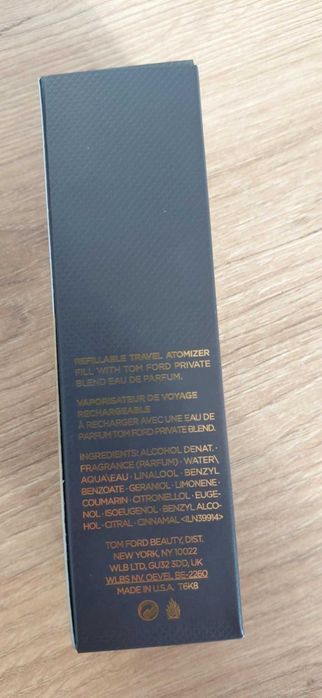 REFILLABLE TRAVEL ATOMIZER
FILL WITH TOM FORD PRIVATE
BLEND EAU DE PARFUM.
VAPORISATEUR DE VOYAGE
RECHARGEABLE
À RECHARGER AVEC UNE EAU DE
PARFUM TOM FORD PRIVATE BLEND.
INGREDIENTS: ALCOHOL DENAT. •
FRAGRANCE (PARFUM) • WATER\
AQUA\EAU • LINALOOL • BENZYL
BENZOATE • GERANIOL • LIMONENE •
COUMARIN • CITRONELLOL • EUGE-
NOL • ISOEUGENOL • BENZYL ALCO-
HOL • CITRAL • CINNAMAL <ILN39914>
TOM FORD BEAUTY, DIST.
NEW YORK, NY 10022
WLB LTD, GU32 3DD, UK
WLBS NV, OEVEL BE-2260
MADE IN U.S.A. T6K8